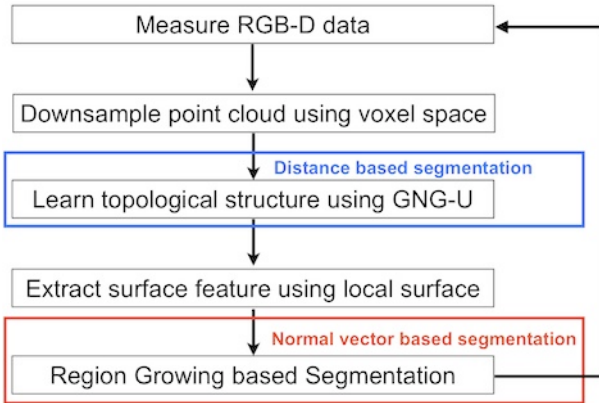 Measure RGB-D data
Downsample point cloud using voxel space
Distance based segmentation
Learn topological structure using GNG-U
Extract surface feature using local surface
Normal vector based segmentation
Region Growing based Segmentation